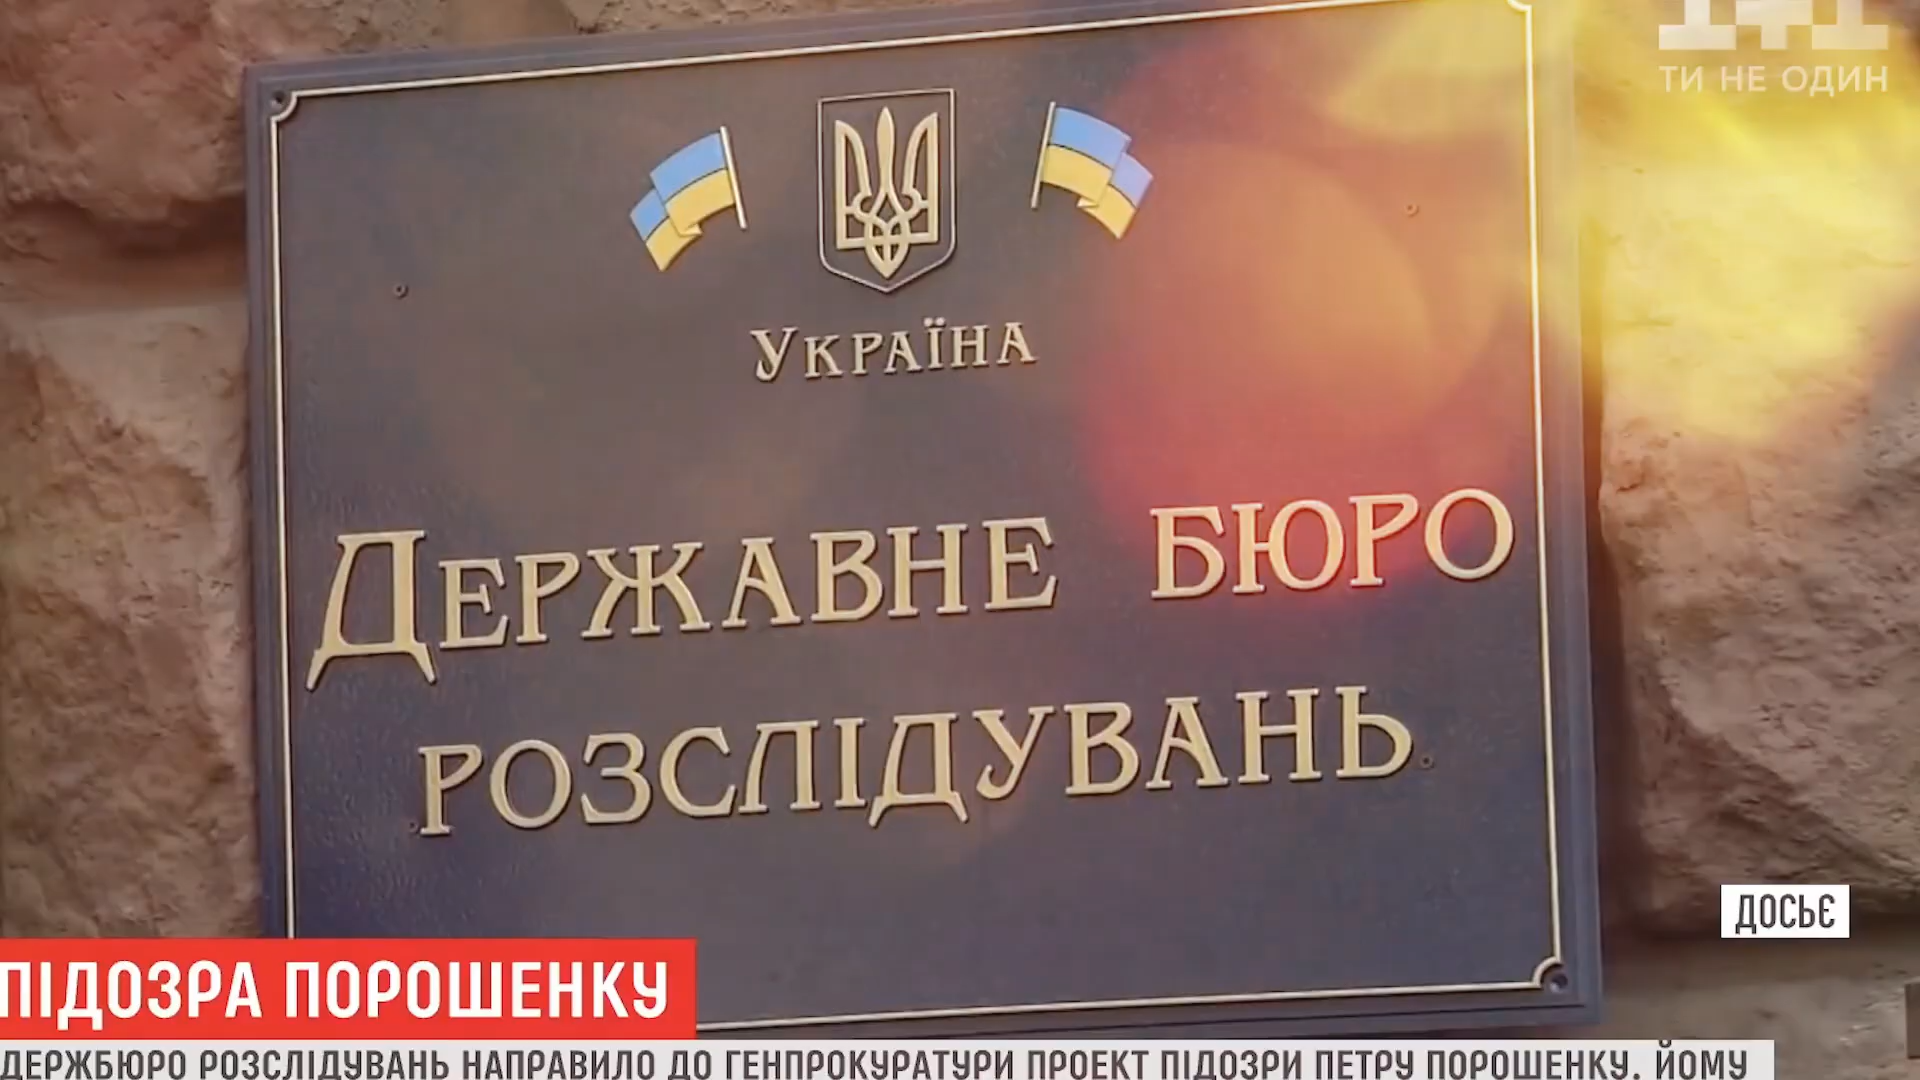 1+1
ТИ НЕ ОДИН
УКРАЇНА
ДЕРЖАВНЕ БЮРО
РОЗСЛІДУВАНЬ
ДОСЬЄ
ПІДОЗРА ПОРОШЕНКУ
ДЕРЖБЮРО РОЗСЛІДУВАНЬ НАПРАВИЛО ДО ГЕНПРОКУРАТУРИ ПРОЕКТ ПІДОЗРИ ПЕТРУ ПОРОШЕНКУ. ЙОМУ